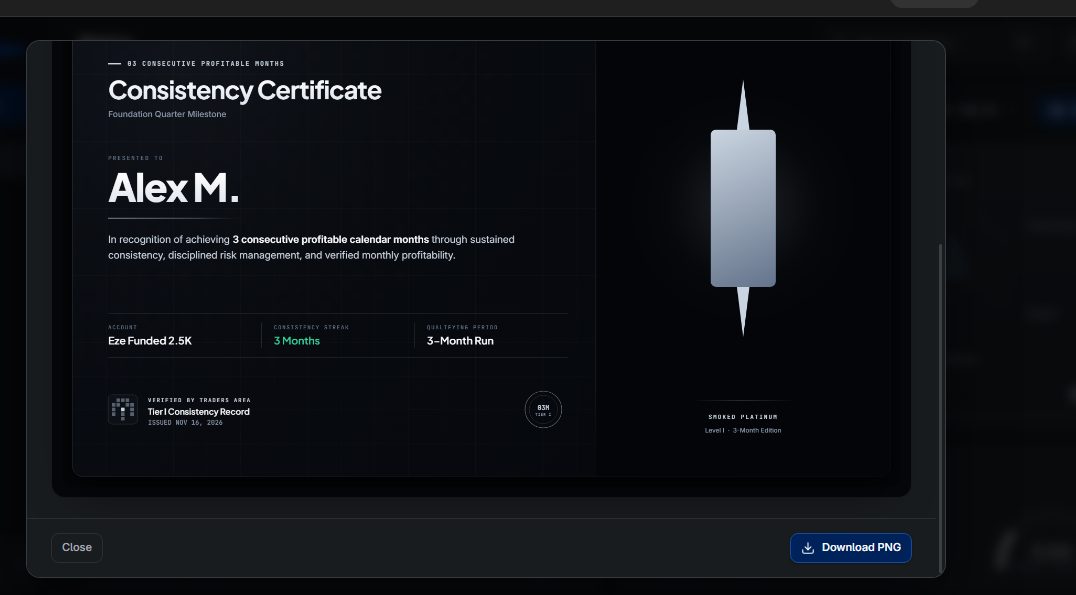 03 CONSECUTIVE PROFITABLE MONTHS
Consistency Certificate
Foundation Quarter Milestone
PRESENTED TO
Alex M.
In recognition of achieving 3 consecutive profitable calendar months through sustained
consistency, disciplined risk management, and verified monthly profitability.
ACCOUNT
Eze Funded 2.5K
CONSISTENCY STREAK
3 Months
QUALIFYING PERIOD
3-Month Run
VERIFIED BY TRADERS AREA
Tier I Consistency Record
ISSUED NOV 16, 2026
03M
TIER I
SMOKED PLATINUM
Level I · 3-Month Edition
Close
Download PNG